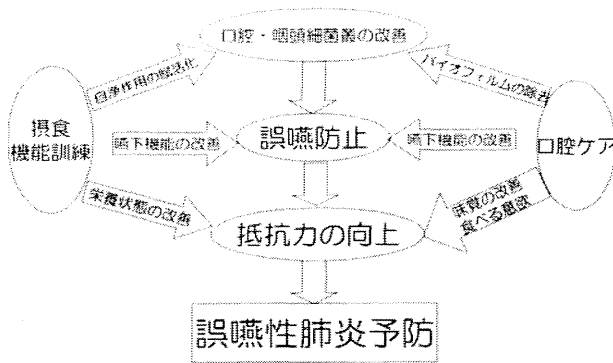 口腔・咽頭細菌叢の改善
自浄作用の賦活化
バイオフィルムの除去
摂食
機能訓練
嚥下機能の改善
誤嚥防止
嚥下機能の改善
口腔ケア
栄養状態の改善
味覚の改善
食べる意欲
抵抗力の向上
誤嚥性肺炎予防